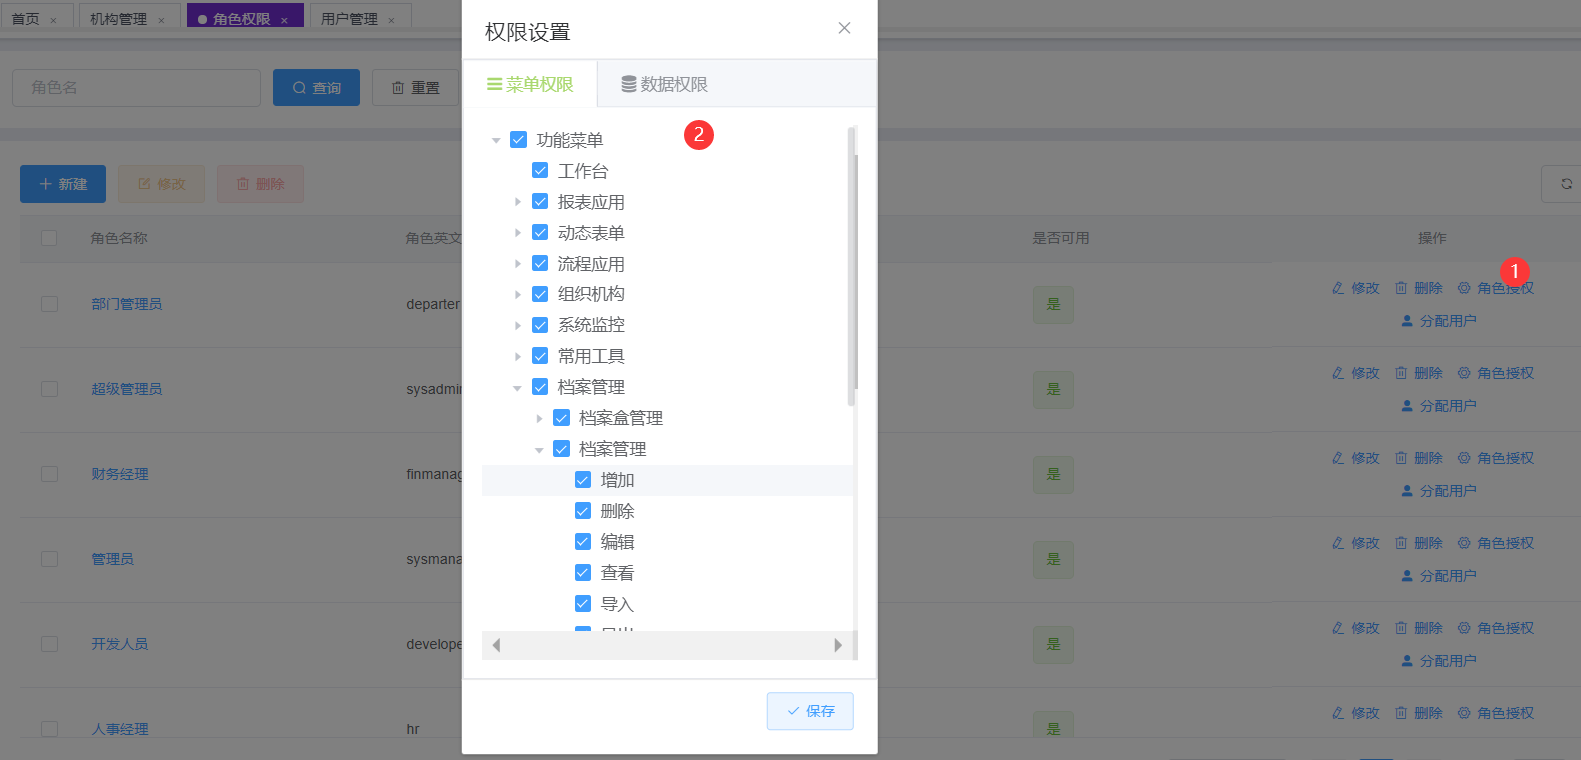 首页 × 机构管理 × 角色权限 × 用户管理 ×
权限设置
角色名 查询 重置
菜单权限 数据权限
2
功能菜单
工作台
报表应用
动态表单
流程应用
组织机构
系统监控
常用工具
档案管理
档案盒管理
档案管理
增加
删除
编辑
查看
导入
保存
新建 修改 删除
角色名称 角色英文 是否可用 操作
1
部门管理员 departer 是 修改 删除 角色授权
分配用户
超级管理员 sysadmin 是 修改 删除 角色授权
分配用户
财务经理 finmanag 是 修改 删除 角色授权
分配用户
管理员 sysmana 是 修改 删除 角色授权
分配用户
开发人员 develope 是 修改 删除 角色授权
分配用户
人事经理 hr 是 修改 删除 角色授权